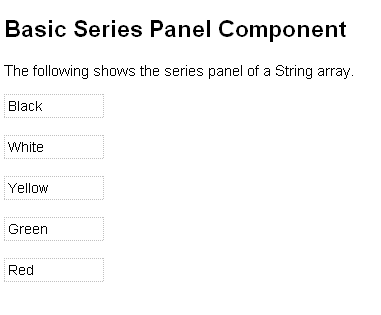 Basic Series Panel Component
The following shows the series panel of a String array.
Black
White
Yellow
Green
Red